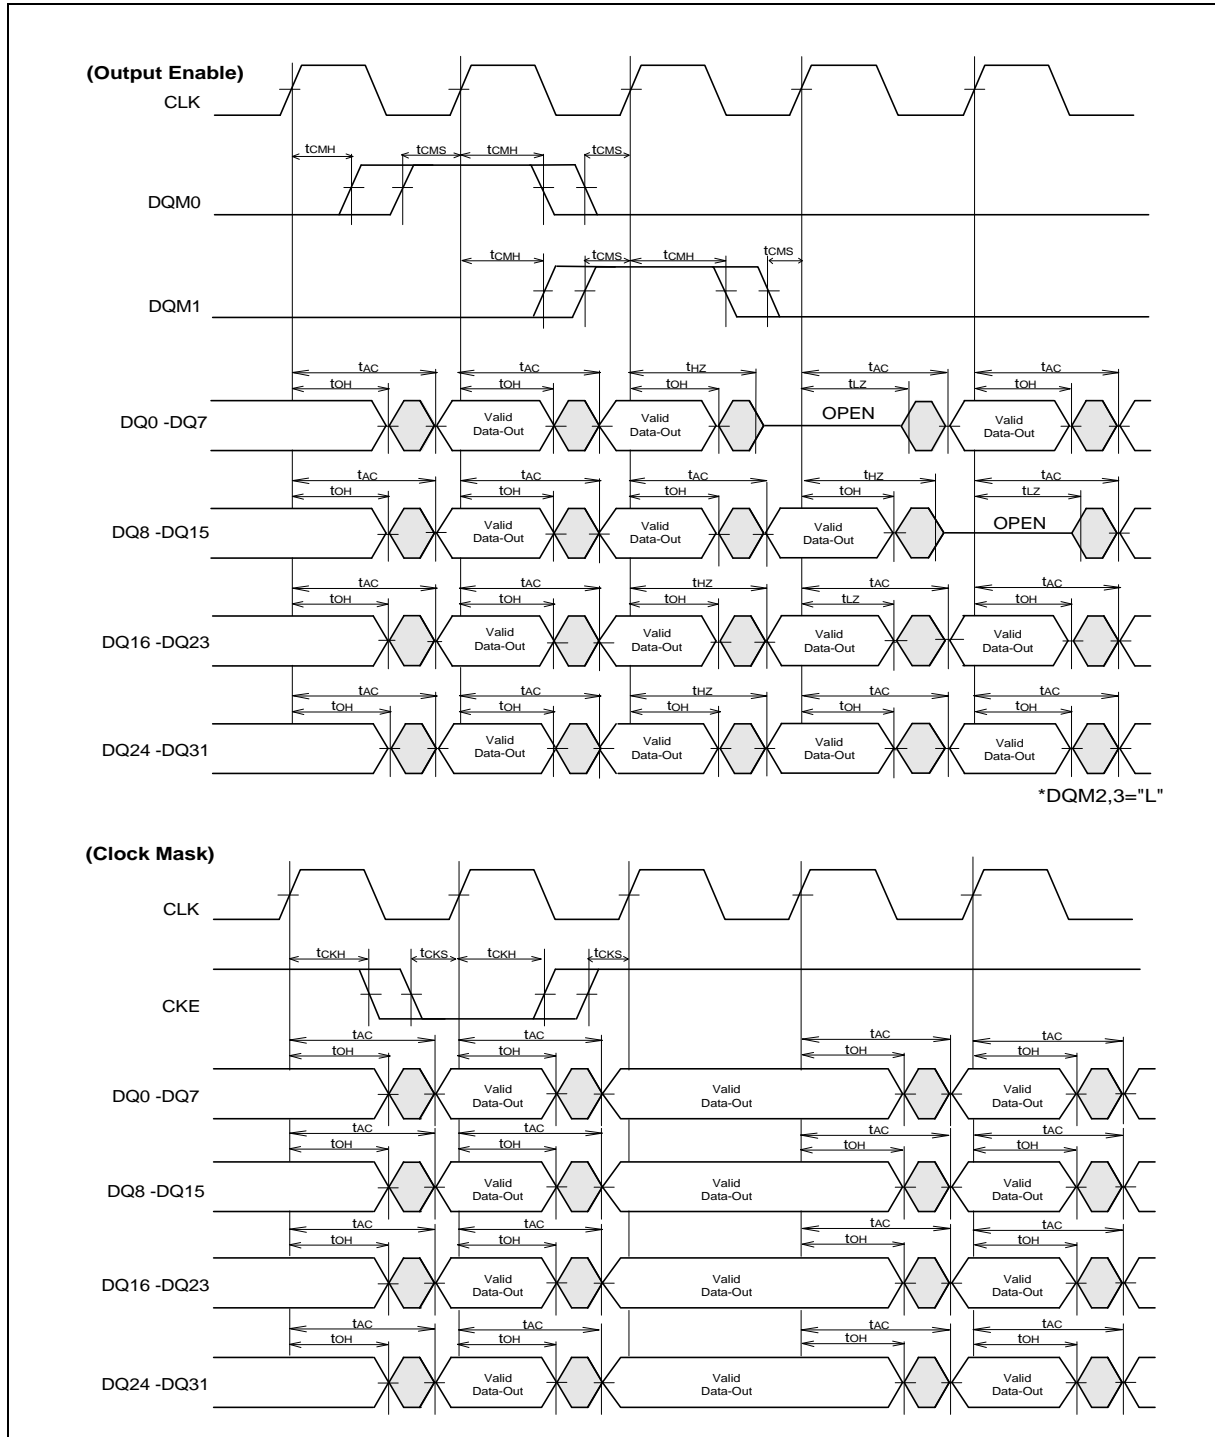 (Output Enable)
CLK
tCMH tCMS tCMH tCMS
DQM0
tCMH tCMS tCMH tCMS
DQM1
tAC tAC tHZ tAC tAC
tOH tOH tOH tLZ tOH
DQ0 -DQ7 Valid Data-Out Valid Data-Out OPEN Valid Data-Out
tAC tAC tAC tHZ tAC
tOH tOH tOH tOH tLZ
DQ8 -DQ15 Valid Data-Out Valid Data-Out Valid Data-Out OPEN
tAC tAC tHZ tAC tAC
tOH tOH tOH tLZ tOH
DQ16 -DQ23 Valid Data-Out Valid Data-Out Valid Data-Out Valid Data-Out
tAC tAC tHZ tAC tAC
tOH tOH tOH tOH tOH
DQ24 -DQ31 Valid Data-Out Valid Data-Out Valid Data-Out Valid Data-Out
*DQM2,3="L"
(Clock Mask)
CLK
tCKH tCKS tCKH tCKS
CKE
tAC tAC tAC tAC
tOH tOH tOH tOH
DQ0 -DQ7 Valid Data-Out Valid Data-Out Valid Data-Out
tAC tAC tAC tAC
tOH tOH tOH tOH
DQ8 -DQ15 Valid Data-Out Valid Data-Out Valid Data-Out
tAC tAC tAC tAC
tOH tOH tOH tOH
DQ16 -DQ23 Valid Data-Out Valid Data-Out Valid Data-Out
tAC tAC tAC tAC
tOH tOH tOH tOH
DQ24 -DQ31 Valid Data-Out Valid Data-Out Valid Data-Out